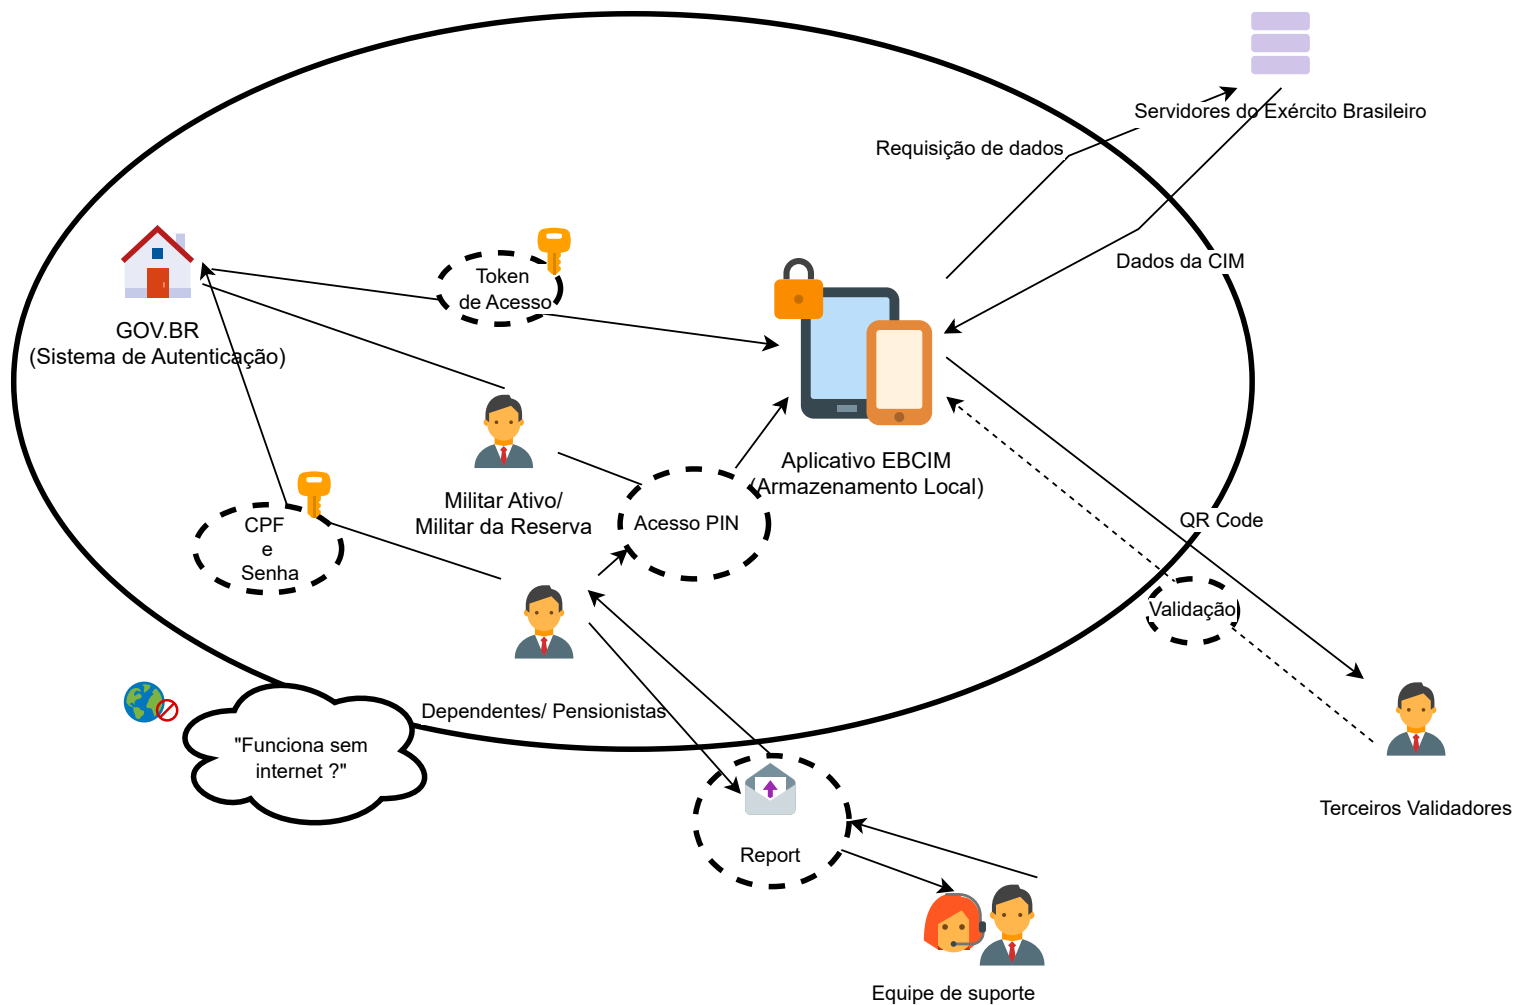 Servidores do Exército Brasileiro
Requisição de dados
Dados da CIM
Token
de Acesso
GOV.BR
(Sistema de Autenticação)
Aplicativo EBCIM
(Armazenamento Local)
Militar Ativo/
Militar da Reserva
Acesso PIN
QR Code
CPF
e
Senha
Validação
Dependentes/ Pensionistas
"Funciona sem
internet ?"
Terceiros Validadores
Report
Equipe de suporte